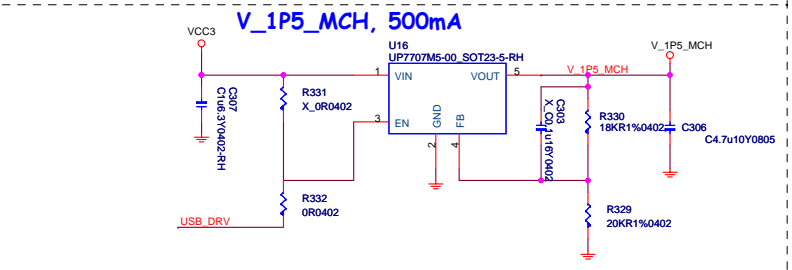 V_1P5_MCH, 500mA
VCC3
U16
UP7707M5-00_SOT23-5-RH
V_1P5_MCH
1
VIN
VOUT
5
V_1P5_MCH
C307
C1u6.3Y0402-RH
R331
X_0R0402
3
EN
GND
FB
2
4
C303
X_C0.1u16Y0402
R330
18KR1%0402
C306
C4.7u10Y0805
R332
0R0402
USB_DRV
R329
20KR1%0402